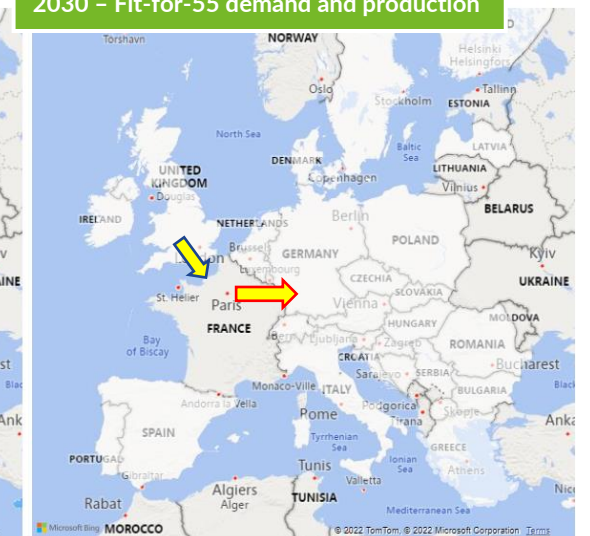 2030 – Fit-for-55 demand and production
Torshavn
NORWAY
Helsinki
Helsingfors
Oslo
Stockholm
Tallinn
ESTONIA
North Sea
Baltic
Sea
LATVIA
DENMARK
Copenhagen
LITHUANIA
Vilnius
UNITED
KINGDOM
Douglas
IRELAND
BELARUS
NETHERLANDS
Berlin
POLAND
Brussels
GERMANY
Kyiv
UKRAINE
CZECHIA
SLOVAKIA
St. Helier
Paris
Vienna
FRANCE
HUNGARY
MOLDOVA
Bay
of Biscay
Ljubljana
Zagreb
ROMANIA
CROATIA
Bucharest
Sarajevo
SERBIA
Monaco-Ville
ITALY
BULGARIA
Andorra la Vella
Rome
Podgorica
Skopje
Tirana
SPAIN
Tyrrhenian
Sea
GREECE
PORTUGAL
Ionian
Sea
Athens
Gibraltar
Tunis
Valletta
Algiers
Alger
Rabat
TUNISIA
Mediterranean Sea
Microsoft Bing
MOROCCO
© 2022 TomTom, © 2022 Microsoft Corporation Terms